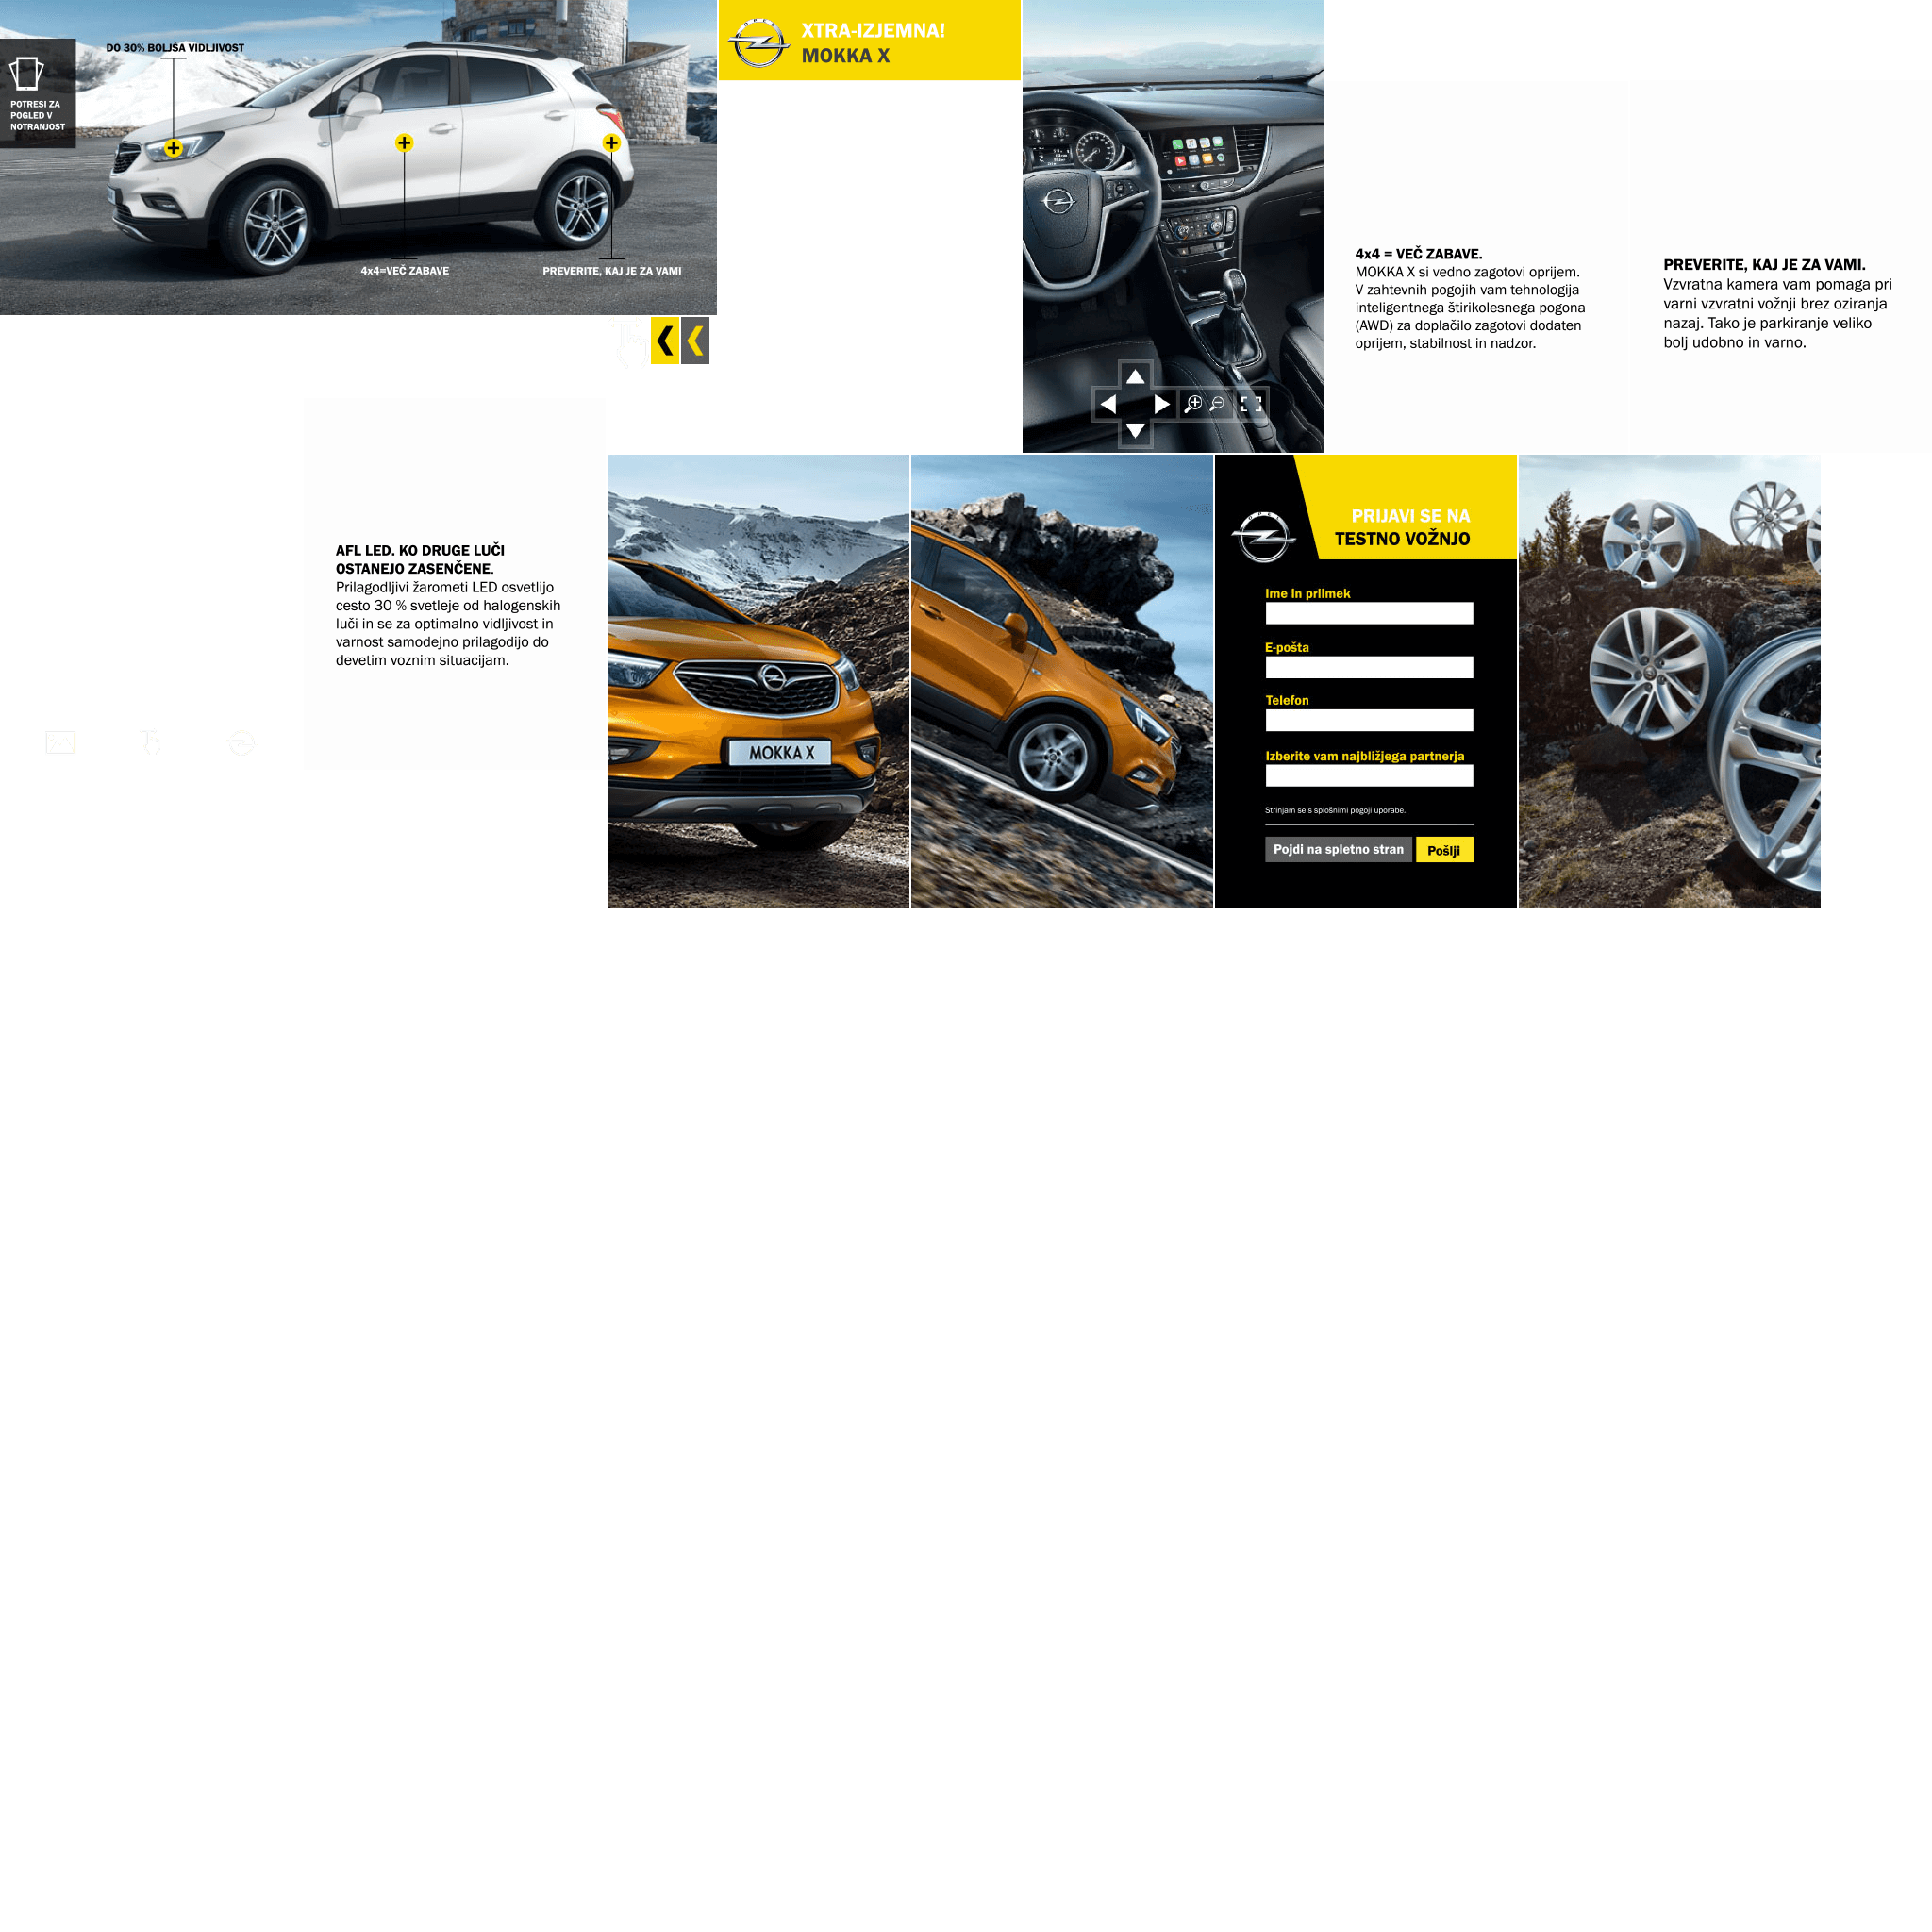 DO 30% BOLJŠA VIDLJIVOST
POTRESI ZA
POGLED V
NOTRANJOST
4x4=VEČ ZABAVE
PREVERITE, KAJ JE ZA VAMI
OPEL
XTRA-IZJEMNA!
MOKKA X
4x4 = VEČ ZABAVE.
MOKKA X si vedno zagotovi oprijem.
V zahtevnih pogojih vam tehnologija
inteligentnega štirikolesnega pogona
(AWD) za doplačilo zagotovi dodaten
oprijem, stabilnost in nadzor.
PREVERITE, KAJ JE ZA VAMI.
Vzvratna kamera vam pomaga pri
varni vzvratni vožnji brez oziranja
nazaj. Tako je parkiranje veliko
bolj udobno in varno.
AFL LED. KO DRUGE LUČI
OSTANEJO ZASENČENE.
Prilagodljivi žarometi LED osvetlijo
cesto 30 % svetleje od halogenskih
luči in se za optimalno vidljivost in
varnost samodejno prilagodijo do
devetim voznim situacijam.
MOKKA X
OPEL
PRIJAVI SE NA
TESTNO VOŽNJO
Ime in priimek
E-pošta
Telefon
Izberite vam najbližjega partnerja
Strinjam se s splošnimi pogoji uporabe.
Pojdi na spletno stran
Pošlji